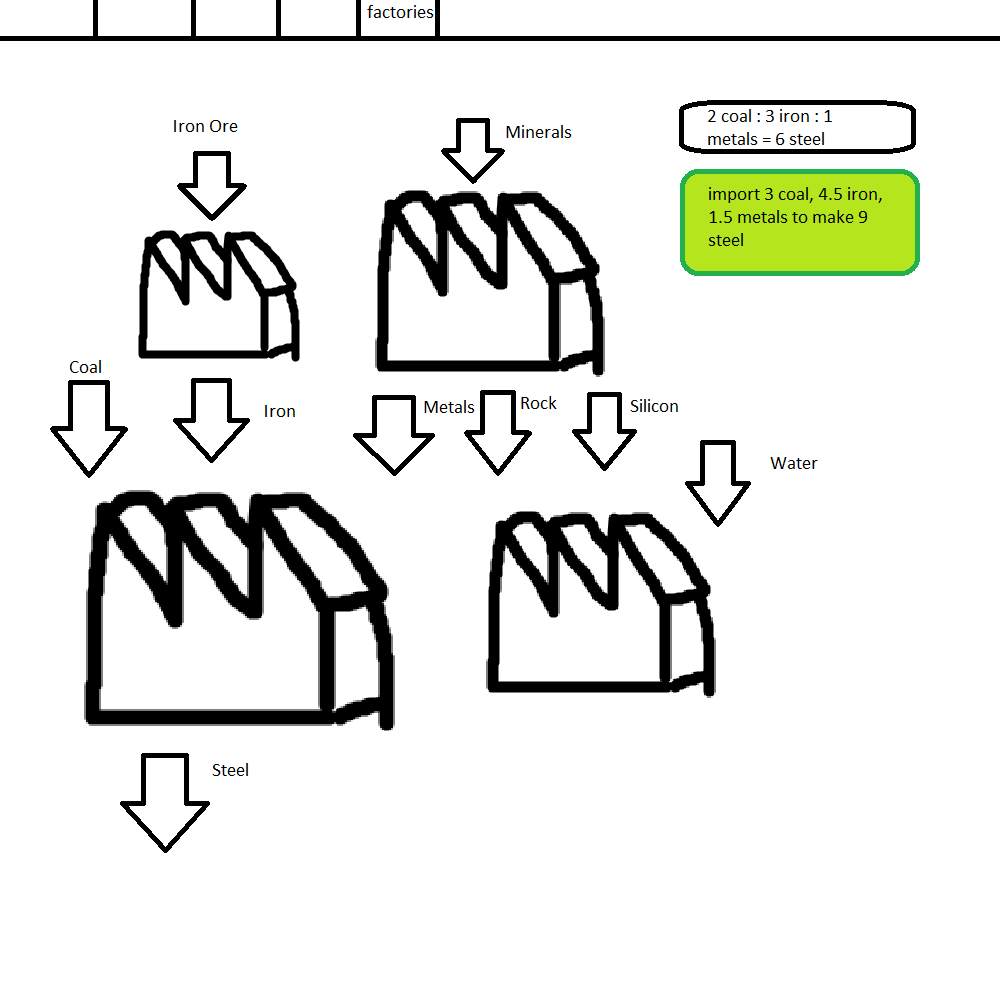 factories
Iron Ore
Minerals
2 coal : 3 iron : 1
metals = 6 steel
import 3 coal, 4.5 iron,
1.5 metals to make 9
steel
Coal
Iron
Metals
Rock
Silicon
Water
Steel